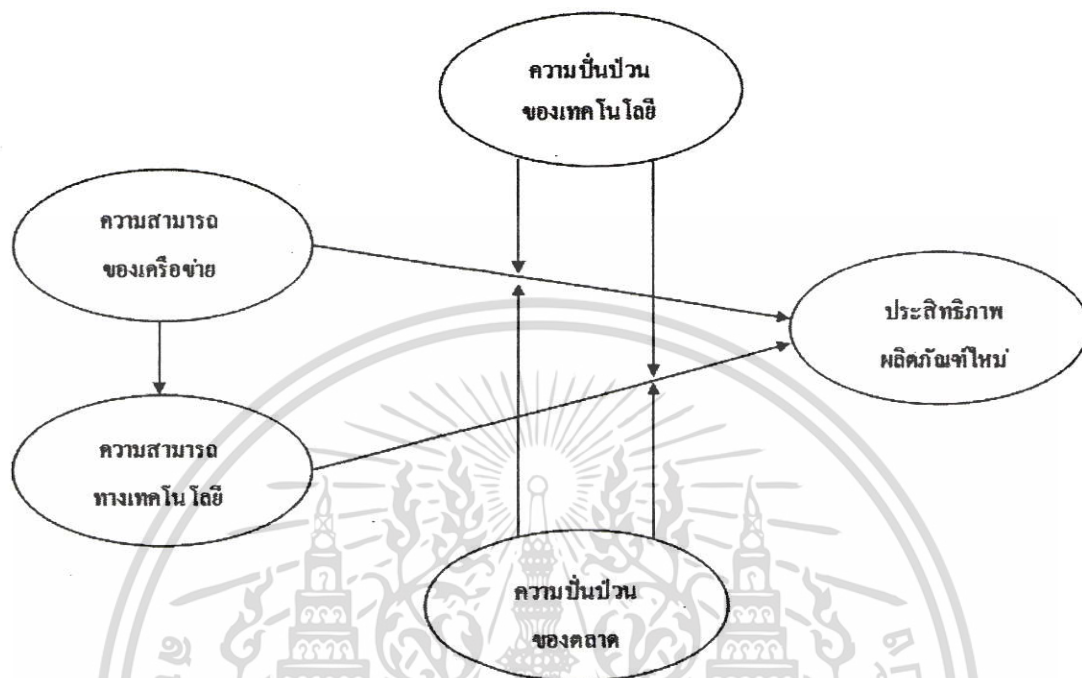 ความปั่นป่วน
ของเทคโนโลยี
ความสามารถ
ของเครือข่าย
ประสิทธิภาพ
ผลิตภัณฑ์ใหม่
ความสามารถ
ทางเทคโนโลยี
ความปั่นป่วน
ของตลาด